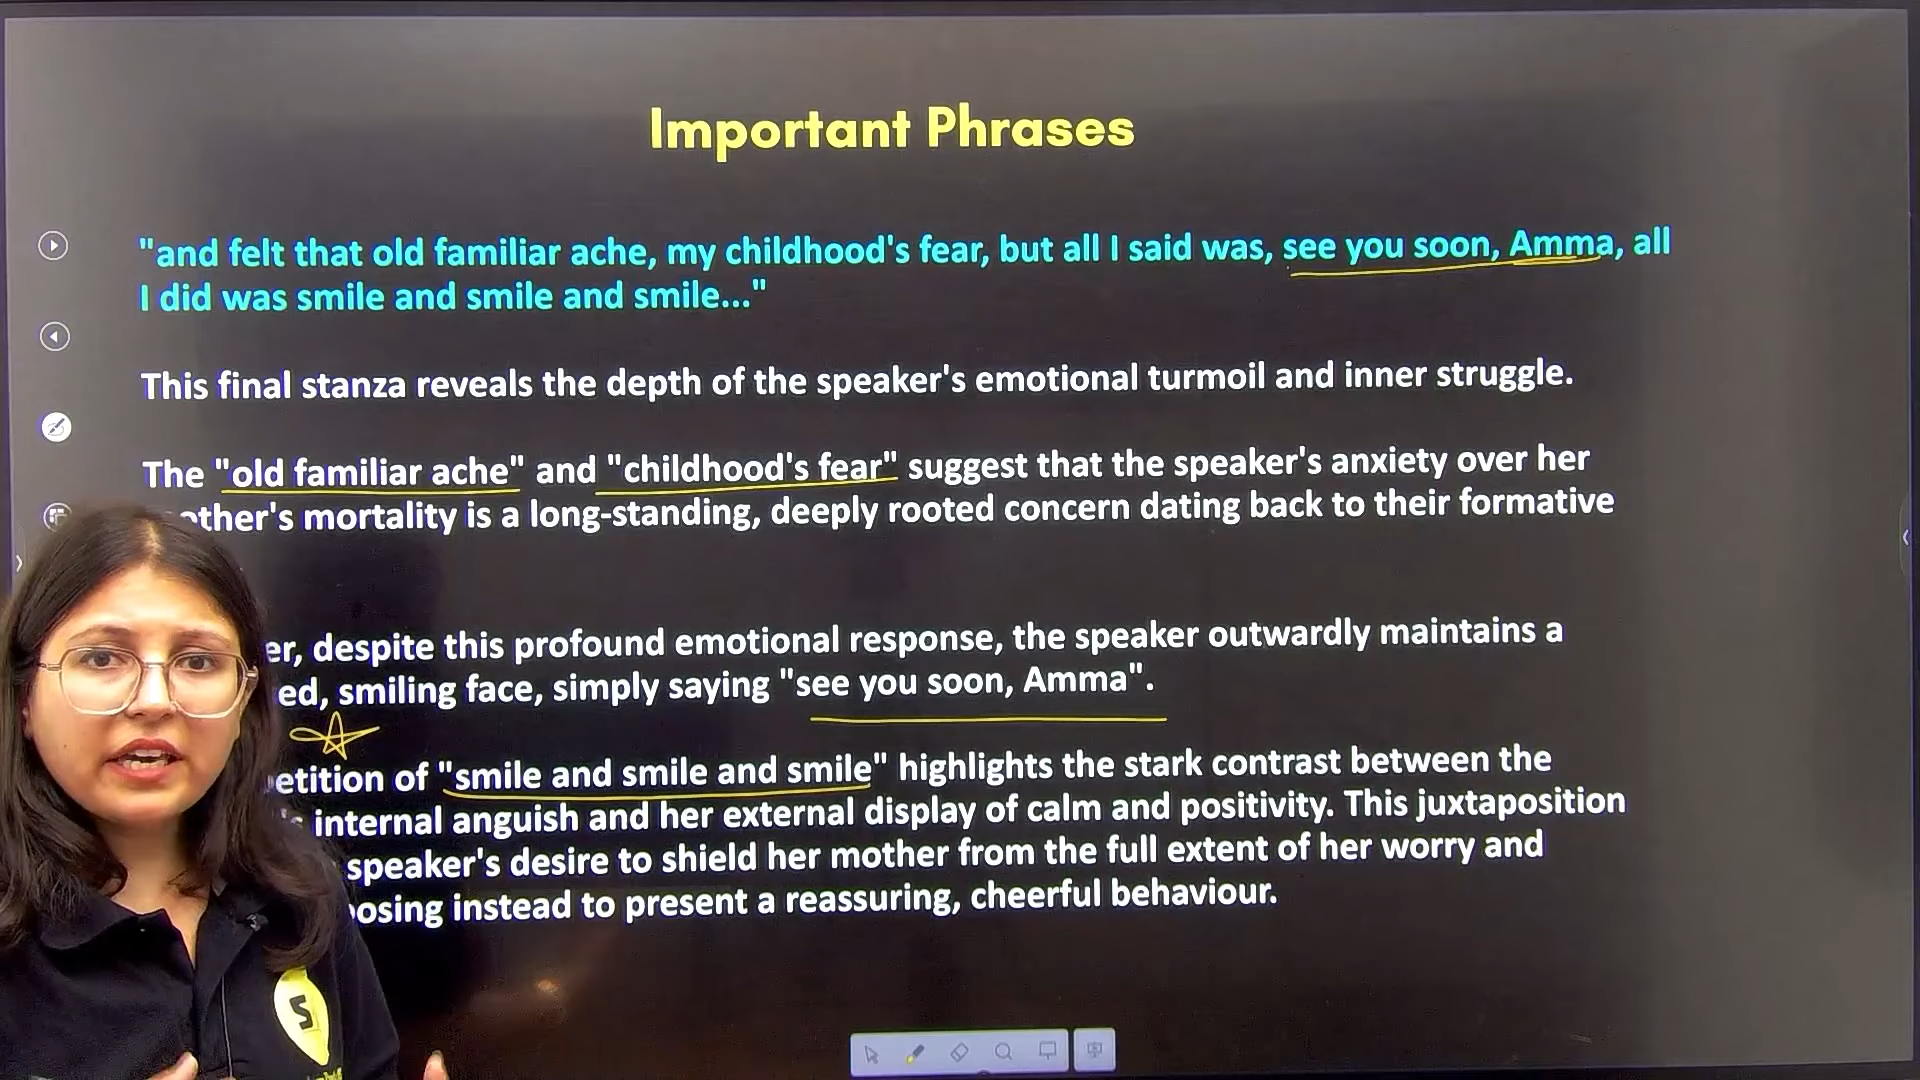 Important Phrases
"and felt that old familiar ache, my childhood's fear, but all I said was, see you soon, Amma, all
I did was smile and smile and smile..."
This final stanza reveals the depth of the speaker's emotional turmoil and inner struggle.
The "old familiar ache" and "childhood's fear" suggest that the speaker's anxiety over her
mortality is a long-standing, deeply rooted concern dating back to their formative
despite this profound emotional response, the speaker outwardly maintains a
smiling face, simply saying "see you soon, Amma".
of "smile and smile and smile" highlights the stark contrast between the
internal anguish and her external display of calm and positivity. This juxtaposition
speaker's desire to shield her mother from the full extent of her worry and
instead to present a reassuring, cheerful behaviour.
S